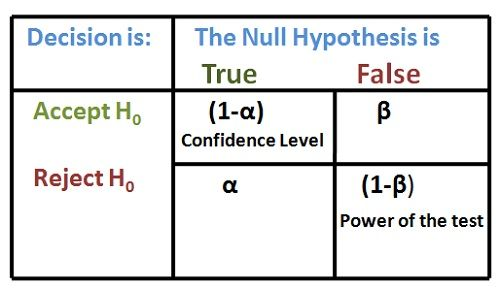 Decision is: The Null Hypothesis is
True False
Accept H₀ (1-α) β
Confidence Level
Reject H₀ α (1-β)
Power of the test